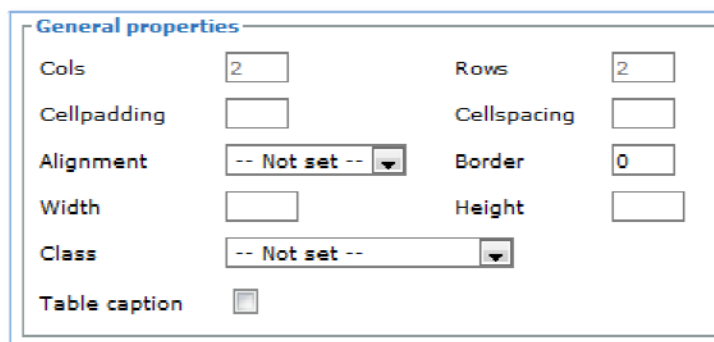 General properties
Cols 2 Rows 2
Cellpadding Cellspacing
Alignment -- Not set -- Border 0
Width Height
Class -- Not set --
Table caption